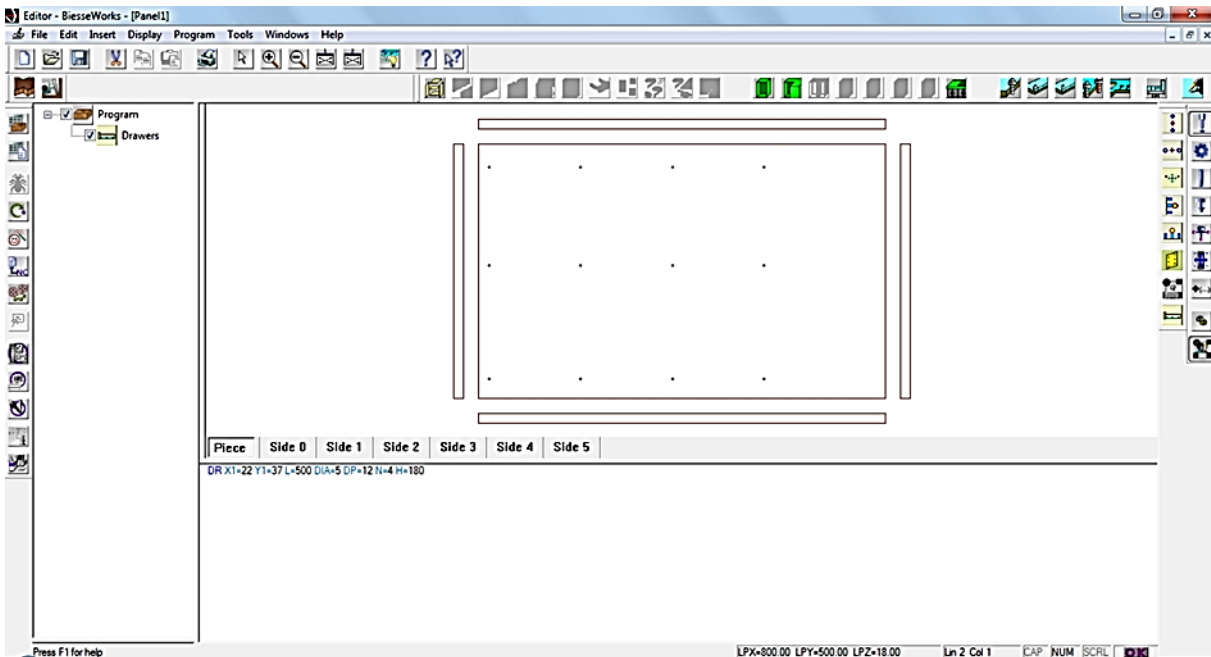 Editor - BiesseWorks - [Panel1]
File Edit Insert Display Program Tools Windows Help
Program
Drawers
Piece Side 0 Side 1 Side 2 Side 3 Side 4 Side 5
DR X1=22 Y1=37 L=500 DIA=5 DP=12 N=4 H=180
Press F1 for help LPX=800.00 LPY=500.00 LPZ=18.00 Ln 2 Col 1 CAP NUM SCRL